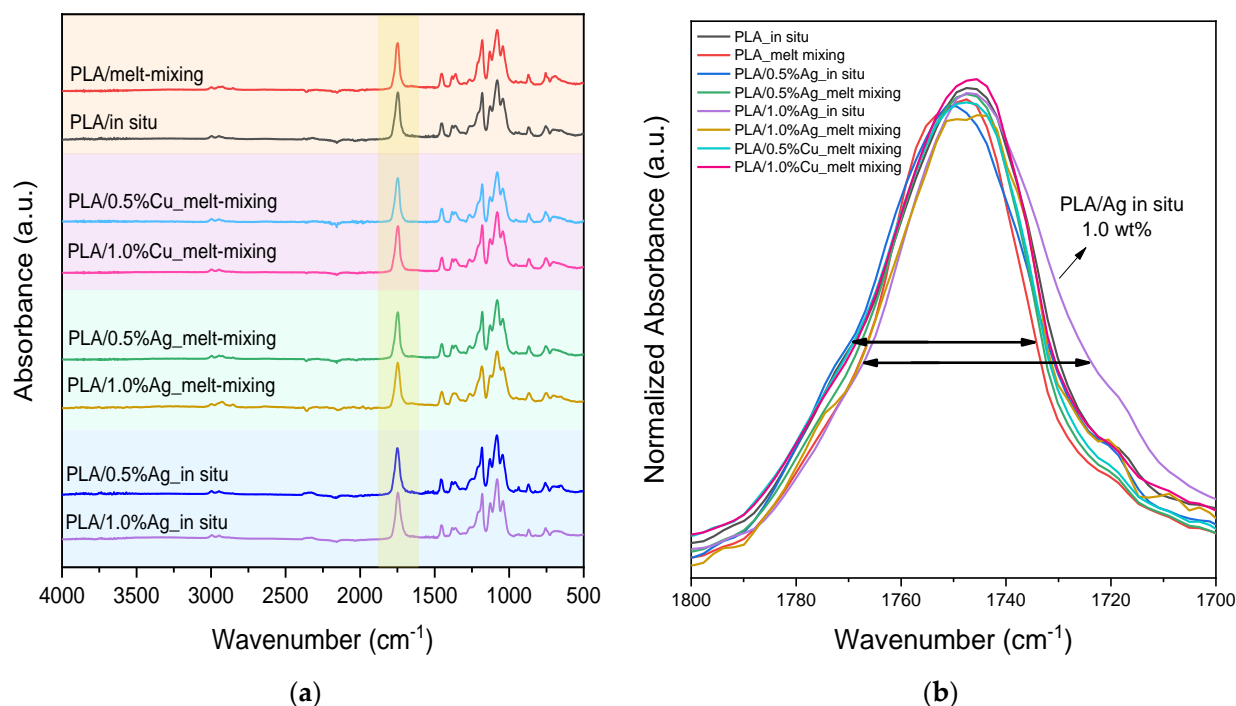 Absorbance (a.u.)
PLA/melt-mixing
PLA/in situ
PLA/0.5%Cu_melt-mixing
PLA/1.0%Cu_melt-mixing
PLA/0.5%Ag_melt-mixing
PLA/1.0%Ag_melt-mixing
PLA/0.5%Ag_in situ
PLA/1.0%Ag_in situ
4000 3500 3000 2500 2000 1500 1000 500
Wavenumber (cm⁻¹)
(a)
Normalized Absorbance (a.u.)
PLA_in situ
PLA_melt mixing
PLA/0.5%Ag_in situ
PLA/0.5%Ag_melt mixing
PLA/1.0%Ag_in situ
PLA/1.0%Ag_melt mixing
PLA/0.5%Cu_melt mixing
PLA/1.0%Cu_melt mixing
PLA/Ag in situ
1.0 wt%
1800 1780 1760 1740 1720 1700
Wavenumber (cm⁻¹)
(b)